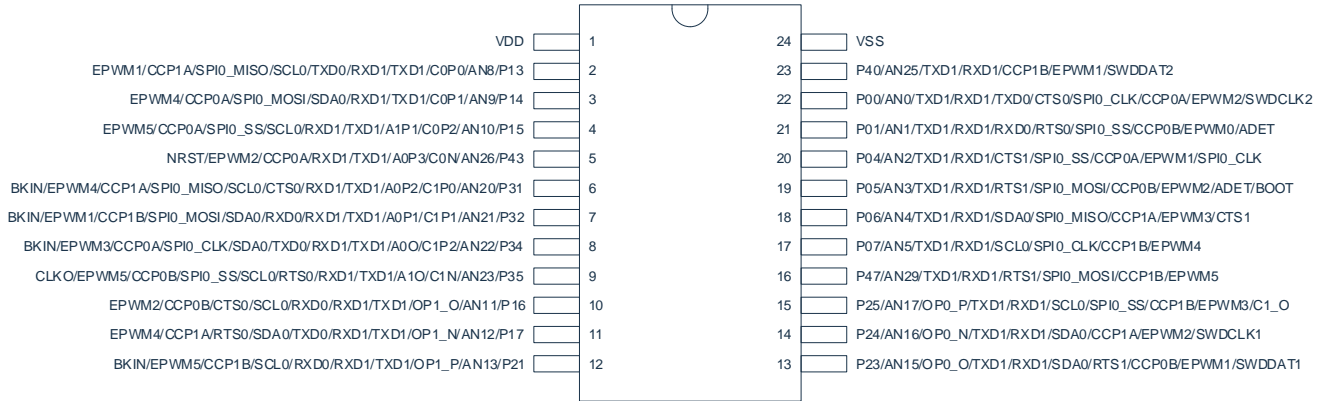 VDD 1 24 VSS
EPWM1/CCP1A/SPI0_MISO/SCL0/TXD0/RXD1/TXD1/C0P0/AN8/P13 2 23 P40/AN25/TXD1/RXD1/CCP1B/EPWM1/SWDDAT2
EPWM4/CCP0A/SPI0_MOSI/SDA0/RXD1/TXD1/C0P1/AN9/P14 3 22 P00/AN0/TXD1/RXD1/TXD0/CTS0/SPI0_CLK/CCP0A/EPWM2/SWDCLK2
EPWM5/CCP0A/SPI0_SS/SCL0/RXD1/TXD1/A1P1/C0P2/AN10/P15 4 21 P01/AN1/TXD1/RXD1/RXD0/RTS0/SPI0_SS/CCP0B/EPWM0/ADET
NRST/EPWM2/CCP0A/RXD1/TXD1/A0P3/C0N/AN26/P43 5 20 P04/AN2/TXD1/RXD1/CTS1/SPI0_SS/CCP0A/EPWM1/SPI0_CLK
BKIN/EPWM4/CCP1A/SPI0_MISO/SCL0/CTS0/RXD1/TXD1/A0P2/C1P0/AN20/P31 6 19 P05/AN3/TXD1/RXD1/RTS1/SPI0_MOSI/CCP0B/EPWM2/ADET/BOOT
BKIN/EPWM1/CCP1B/SPI0_MOSI/SDA0/RXD0/RXD1/TXD1/A0P1/C1P1/AN21/P32 7 18 P06/AN4/TXD1/RXD1/SDA0/SPI0_MISO/CCP1A/EPWM3/CTS1
BKIN/EPWM3/CCP0A/SPI0_CLK/SDA0/TXD0/RXD1/TXD1/A0O/C1P2/AN22/P34 8 17 P07/AN5/TXD1/RXD1/SCL0/SPI0_CLK/CCP1B/EPWM4
CLKO/EPWM5/CCP0B/SPI0_SS/SCL0/RTS0/RXD1/TXD1/A1O/C1N/AN23/P35 9 16 P47/AN29/TXD1/RXD1/RTS1/SPI0_MOSI/CCP1B/EPWM5
EPWM2/CCP0B/CTS0/SCL0/RXD0/RXD1/TXD1/OP1_O/AN11/P16 10 15 P25/AN17/OP0_P/TXD1/RXD1/SCL0/SPI0_SS/CCP1B/EPWM3/C1_O
EPWM4/CCP1A/RTS0/SDA0/TXD0/RXD1/TXD1/OP1_N/AN12/P17 11 14 P24/AN16/OP0_N/TXD1/RXD1/SDA0/CCP1A/EPWM2/SWDCLK1
BKIN/EPWM5/CCP1B/SCL0/RXD0/RXD1/TXD1/OP1_P/AN13/P21 12 13 P23/AN15/OP0_O/TXD1/RXD1/SDA0/RTS1/CCP0B/EPWM1/SWDDAT1